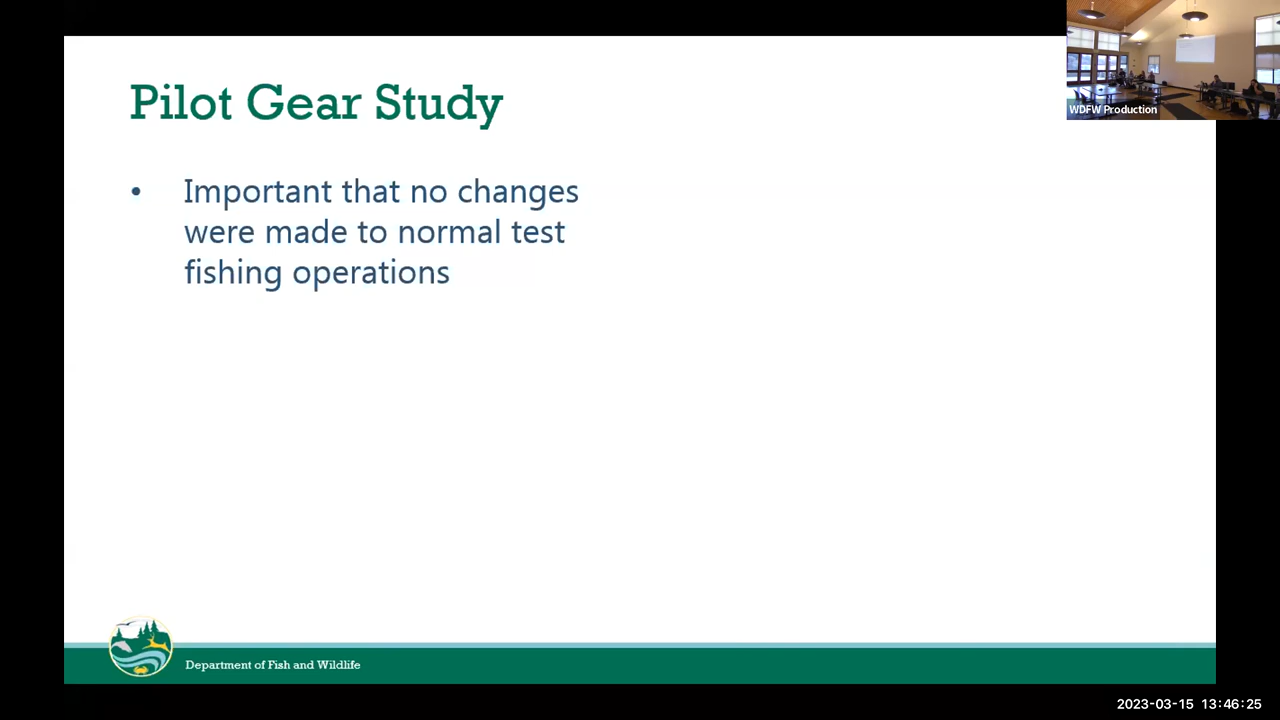 Pilot Gear Study
WDFW Production
• Important that no changes
were made to normal test
fishing operations
Department of Fish and Wildlife
2023-03-15 13:46:25